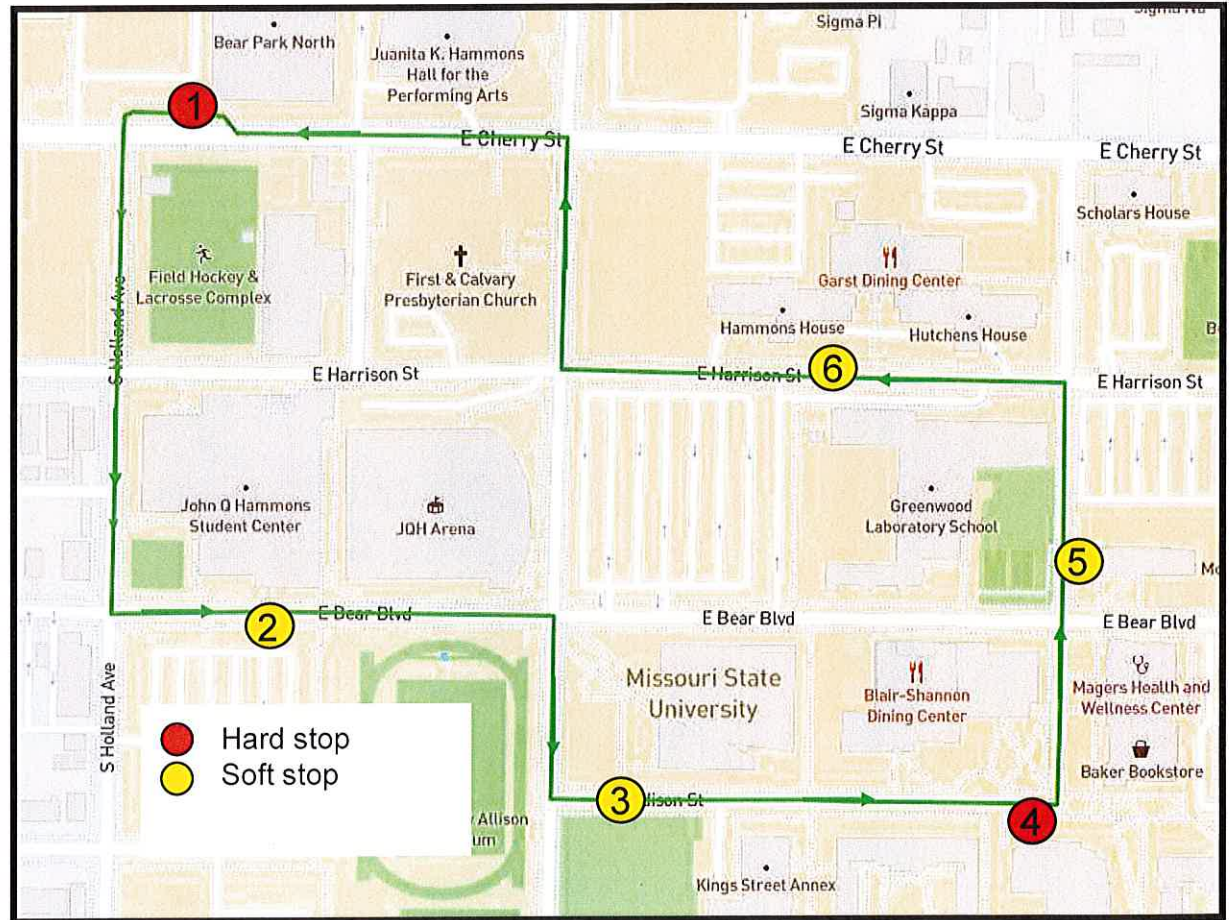 Sigma Pi
Bear Park North
Juanita K. Hammons
Hall for the
Performing Arts
Sigma Kappa
1
E Cherry St
E Cherry St
E Cherry St
Scholars House
Field Hockey &
Lacrosse Complex
First & Calvary
Presbyterian Church
Garst Dining Center
Hammons House
Hutchens House
S Holland Ave
E Harrison St
E Harrison St
6
E Harrison St
John Q Hammons
Student Center
JQH Arena
Greenwood
Laboratory School
5
2
E Bear Blvd
E Bear Blvd
E Bear Blvd
Missouri State
University
Blair-Shannon
Dining Center
Magers Health and
Wellness Center
S Holland Ave
Hard stop
Soft stop
Baker Bookstore
3
dison St
4
Allison
Kings Street Annex